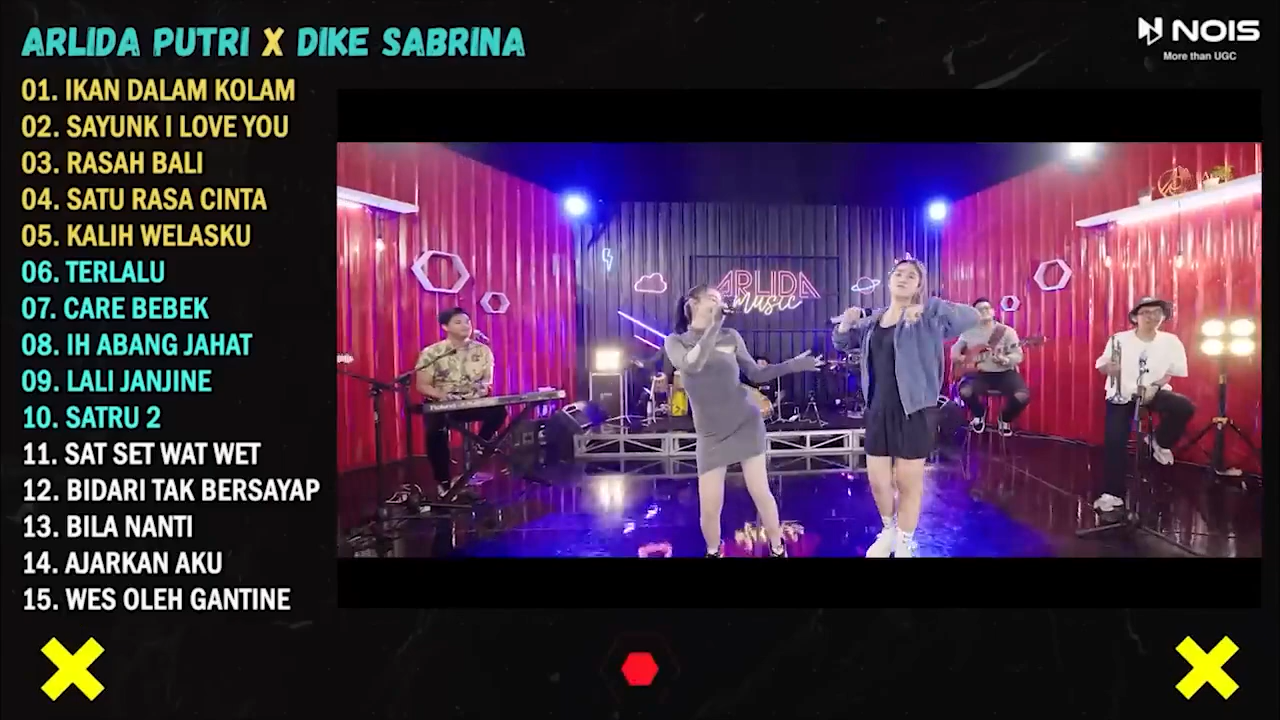 ARLIDA PUTRI X DIKE SABRINA
NOIS
More than UGC
01. IKAN DALAM KOLAM
02. SAYUNK I LOVE YOU
03. RASAH BALI
04. SATU RASA CINTA
05. KALIH WELASKU
06. TERLALU
07. CARE BEBEK
08. IH ABANG JAHAT
09. LALI JANJINE
10. SATRU 2
11. SAT SET WAT WET
12. BIDARI TAK BERSAYAP
13. BILA NANTI
14. AJARKAN AKU
15. WES OLEH GANTINE
ARLIDA
music
Roland